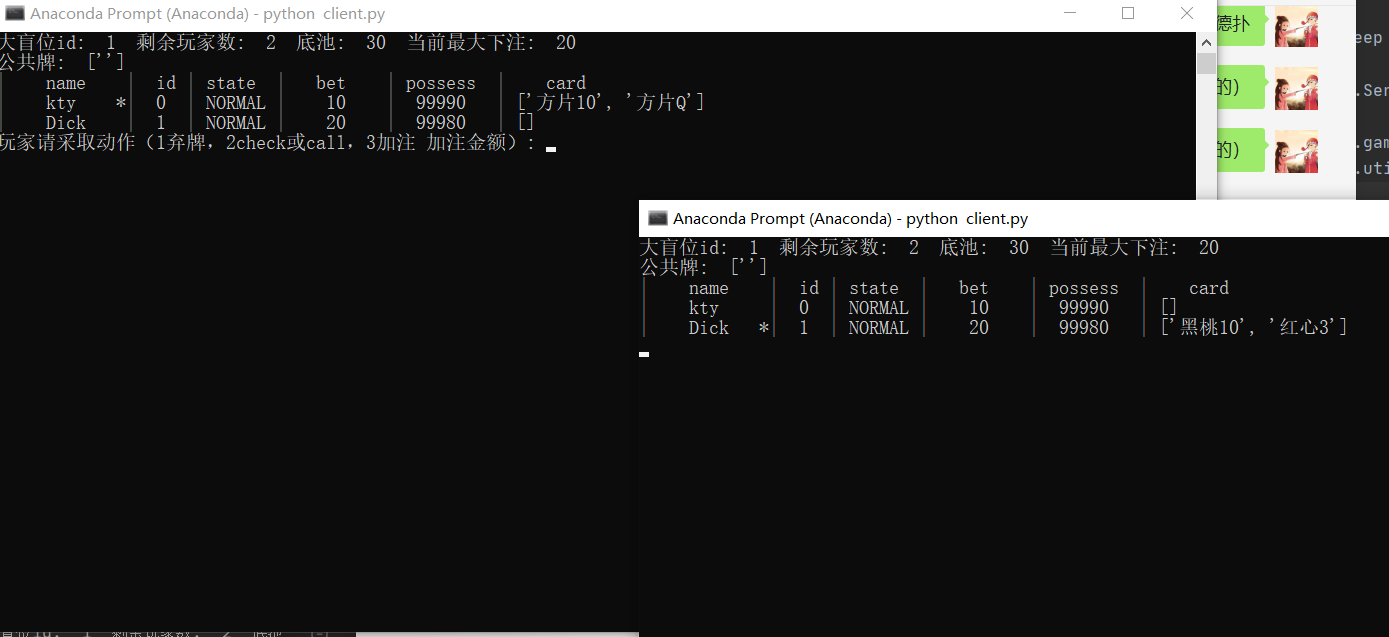 Anaconda Prompt (Anaconda) - python  client.py
大盲位id:  1  剩余玩家数:  2  底池:  30  当前最大下注:  20
公共牌:  ['']
name  id  state  bet  possess  card
kty  *  0  NORMAL  10  99990  ['方片10', '方片Q']
Dick  1  NORMAL  20  99980  []
玩家请采取动作（1弃牌，2check或call，3加注 加注金额）:
德扑
的）
的）
eep
.Ser
.gam
.uti
Anaconda Prompt (Anaconda) - python  client.py
大盲位id:  1  剩余玩家数:  2  底池:  30  当前最大下注:  20
公共牌:  ['']
name  id  state  bet  possess  card
kty  0  NORMAL  10  99990  []
Dick  *  1  NORMAL  20  99980  ['黑桃10', '红心3']